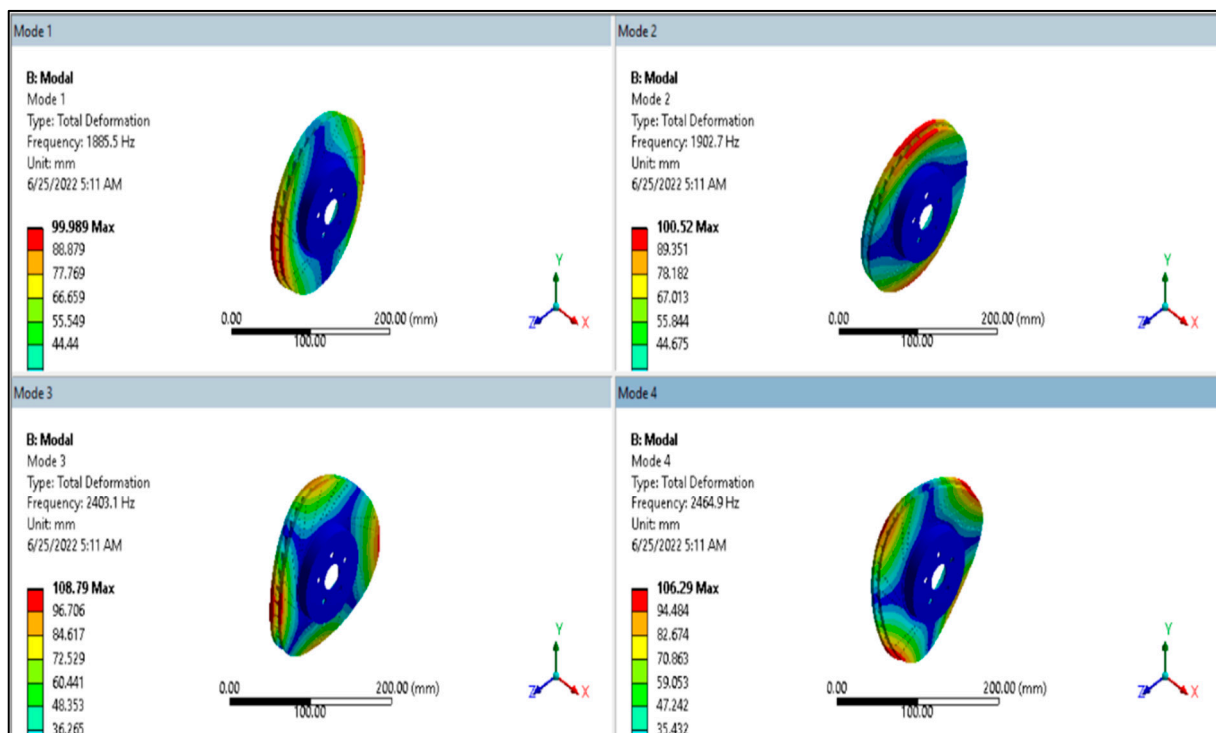 Mode 1
B: Modal
Mode 1
Type: Total Deformation
Frequency: 1885.5 Hz
Unit: mm
6/25/2022 5:11 AM
99.989 Max
88.879
77.769
66.659
55.549
44.44
0.00
200.00 (mm)
100.00
Y
Z
X
Mode 2
B: Modal
Mode 2
Type: Total Deformation
Frequency: 1902.7 Hz
Unit: mm
6/25/2022 5:11 AM
100.52 Max
89.351
78.182
67.013
55.844
44.675
0.00
200.00 (mm)
100.00
Y
Z
X
Mode 3
B: Modal
Mode 3
Type: Total Deformation
Frequency: 2403.1 Hz
Unit: mm
6/25/2022 5:11 AM
108.79 Max
96.706
84.617
72.529
60.441
48.353
36.265
0.00
200.00 (mm)
100.00
Y
Z
X
Mode 4
B: Modal
Mode 4
Type: Total Deformation
Frequency: 2464.9 Hz
Unit: mm
6/25/2022 5:11 AM
106.29 Max
94.484
82.674
70.863
59.053
47.242
35.432
0.00
200.00 (mm)
100.00
Y
Z
X